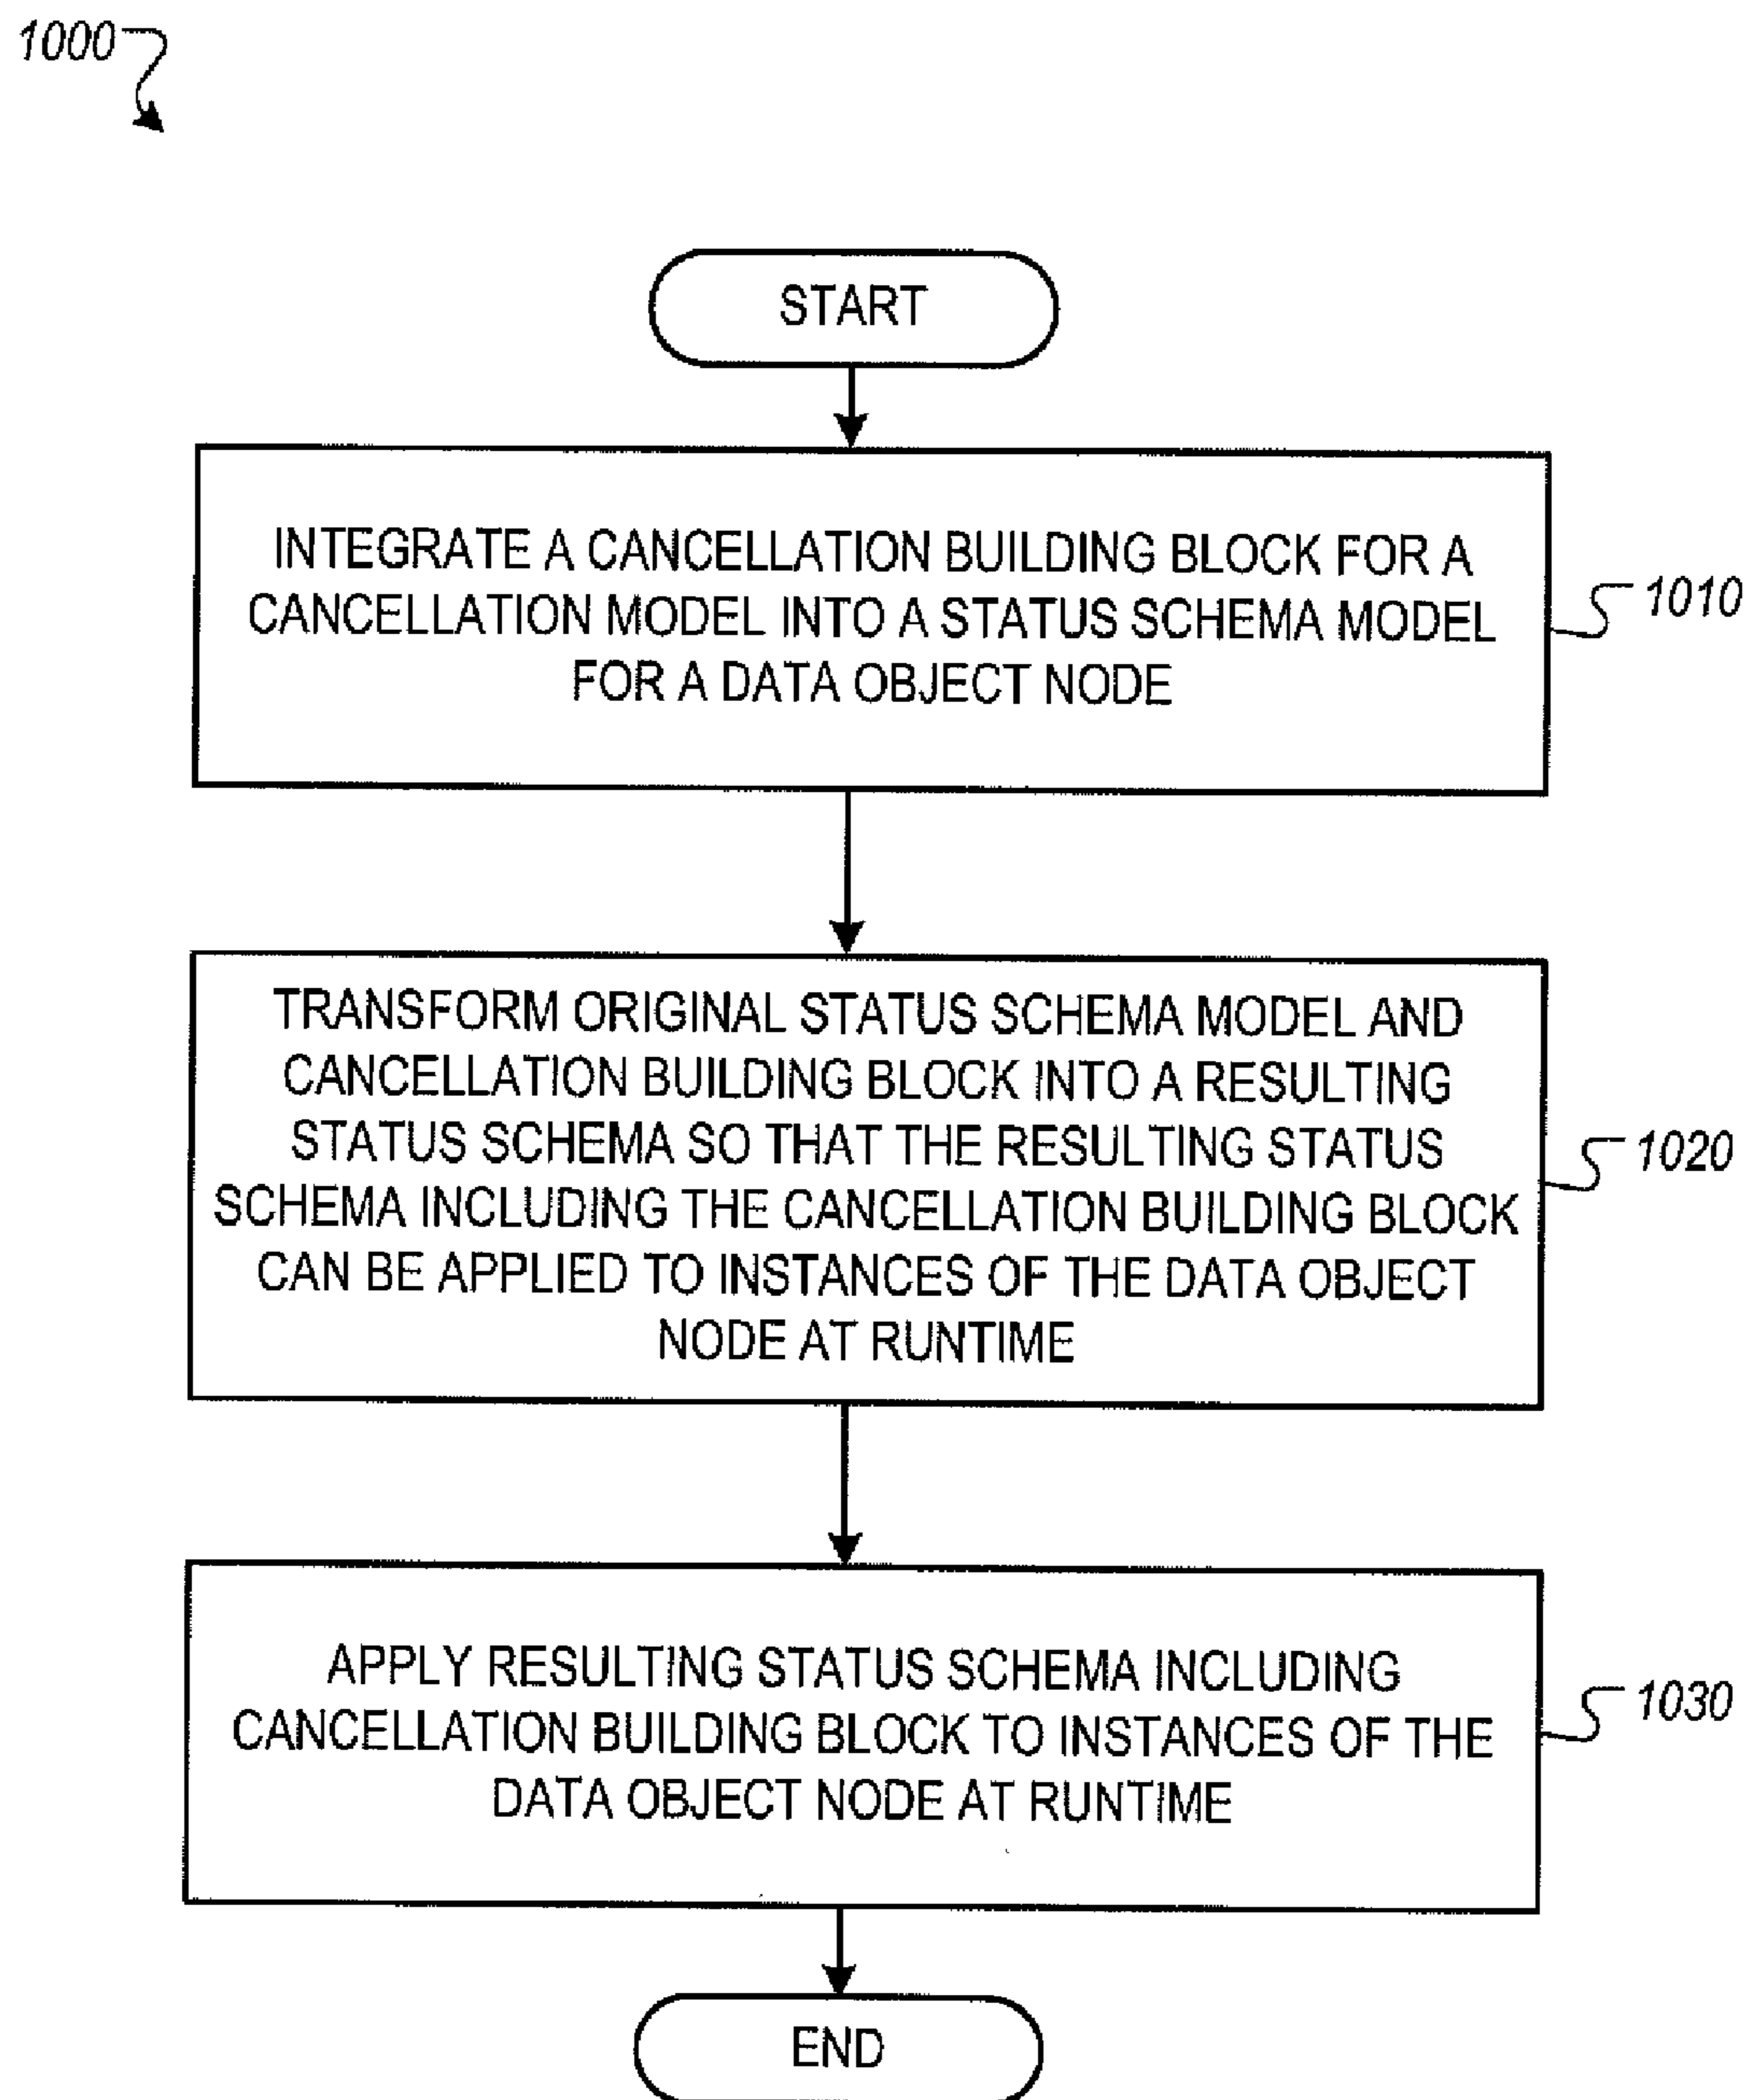 1000
START
INTEGRATE A CANCELLATION BUILDING BLOCK FOR A
CANCELLATION MODEL INTO A STATUS SCHEMA MODEL
FOR A DATA OBJECT NODE
1010
TRANSFORM ORIGINAL STATUS SCHEMA MODEL AND
CANCELLATION BUILDING BLOCK INTO A RESULTING
STATUS SCHEMA SO THAT THE RESULTING STATUS
SCHEMA INCLUDING THE CANCELLATION BUILDING BLOCK
CAN BE APPLIED TO INSTANCES OF THE DATA OBJECT
NODE AT RUNTIME
1020
APPLY RESULTING STATUS SCHEMA INCLUDING
CANCELLATION BUILDING BLOCK TO INSTANCES OF THE
DATA OBJECT NODE AT RUNTIME
1030
END